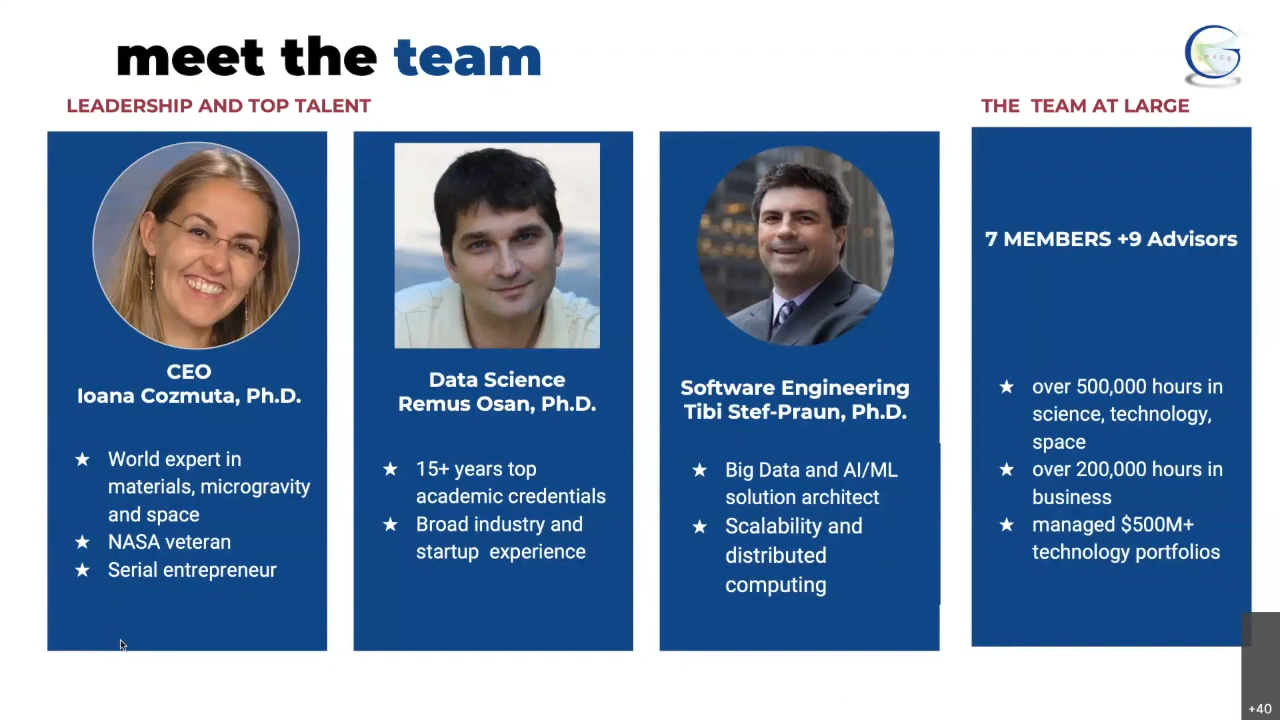 meet the team
SPACE
LEADERSHIP AND TOP TALENT
THE TEAM AT LARGE
CEO
Ioana Cozmuta, Ph.D.
★ World expert in
materials, microgravity
and space
★ NASA veteran
★ Serial entrepreneur
Data Science
Remus Osan, Ph.D.
★ 15+ years top
academic credentials
★ Broad industry and
startup experience
Software Engineering
Tibi Stef-Praun, Ph.D.
★ Big Data and AI/ML
solution architect
★ Scalability and
distributed
computing
7 MEMBERS +9 Advisors
★ over 500,000 hours in
science, technology,
space
★ over 200,000 hours in
business
★ managed $500M+
technology portfolios
+40